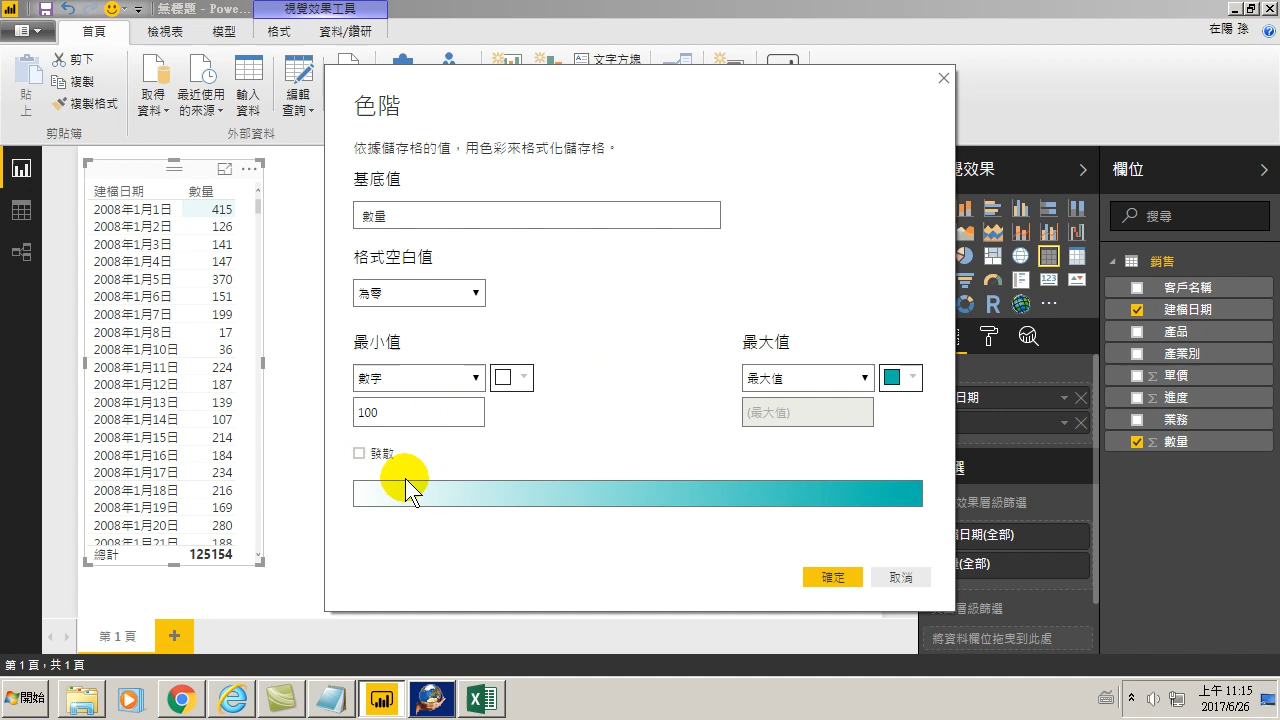 無標題 - Powe...
視覺效果工具
首頁
檢視表
模型
格式
資料/鑽研
在陽 孫
貼上
剪下
複製
複製格式
剪貼簿
取得
資料
最近使用
的來源
輸入
資料
編輯
查詢
外部資料
文字方塊
色階
依據儲存格的值，用色彩來格式化儲存格。
基底值
數量
格式空白值
為零
最小值
最大值
數字
最大值
100
(最大值)
發散
確定
取消
建檔日期 數量
2008年1月1日 415
2008年1月2日 126
2008年1月3日 141
2008年1月4日 147
2008年1月5日 370
2008年1月6日 151
2008年1月7日 199
2008年1月8日 17
2008年1月10日 36
2008年1月11日 224
2008年1月12日 187
2008年1月13日 139
2008年1月14日 107
2008年1月15日 214
2008年1月16日 184
2008年1月17日 234
2008年1月18日 216
2008年1月19日 169
2008年1月20日 280
2008年1月21日 188
總計 125154
覺效果
R
123
日期
選
效果層級篩選
日期(全部)
(全部)
層級篩選
將資料欄位拖曳到此處
欄位
搜尋
銷售
客戶名稱
建檔日期
產品
產業別
Σ 單價
Σ 進度
業務
Σ 數量
第 1 頁
第 1 頁，共 1 頁
開始
上午 11:15
2017/6/26